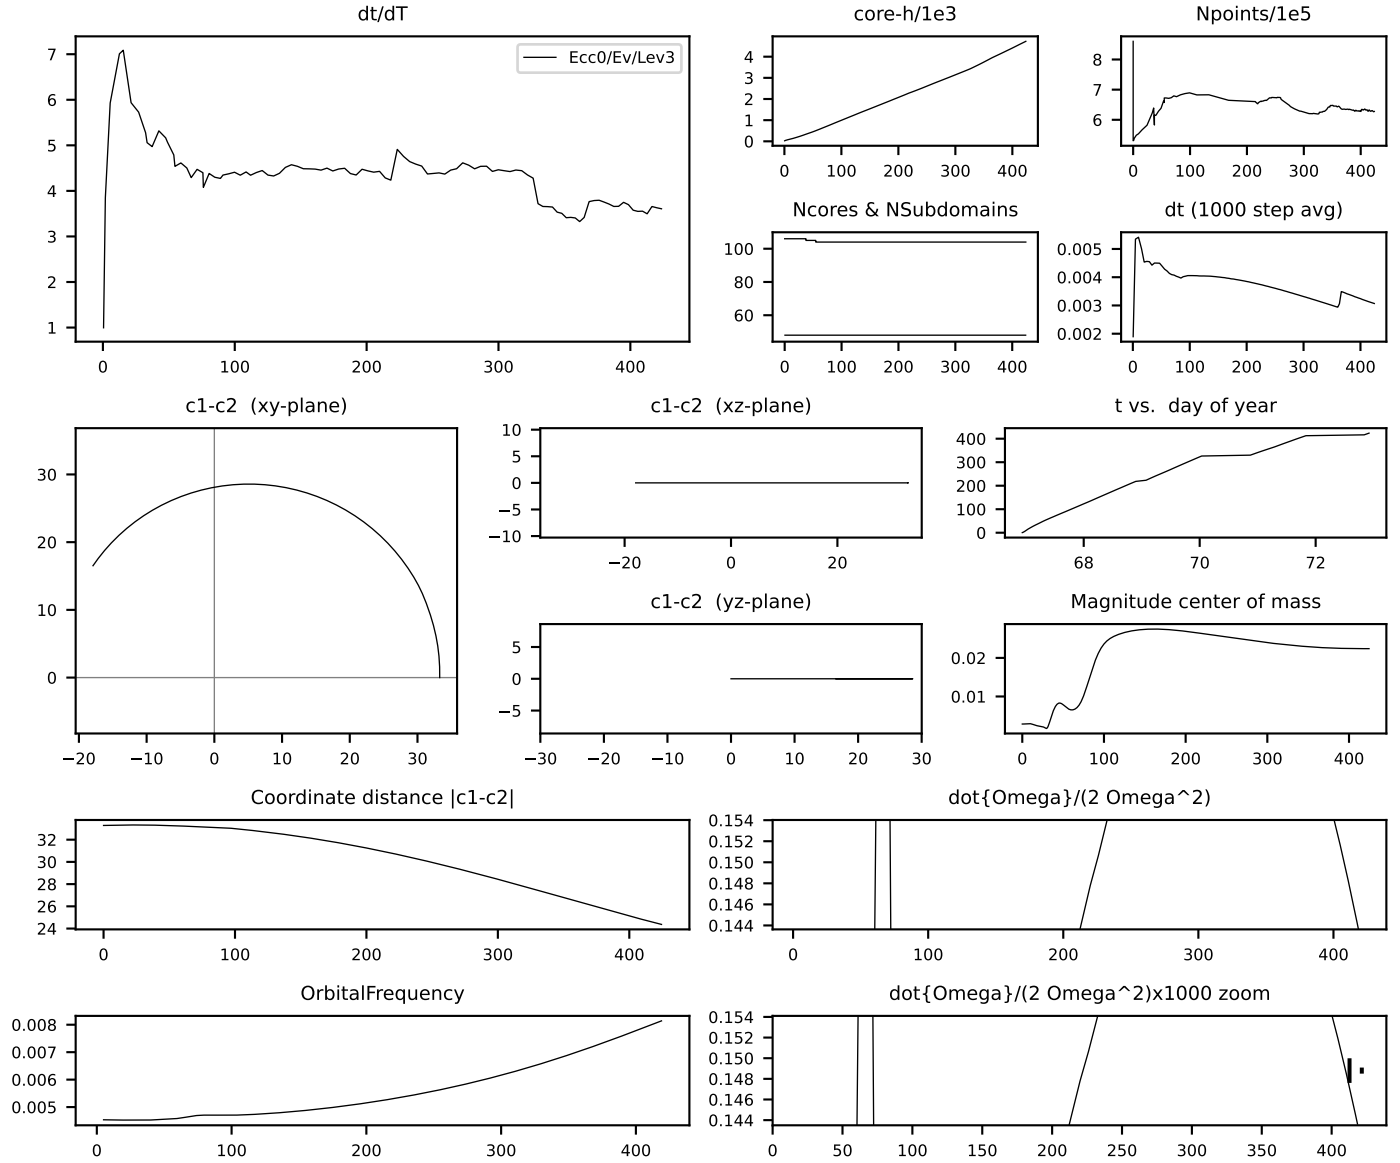 dt/dT
core-h/1e3
Npoints/1e5
7
6
5
4
3
2
1
Ecc0/Ev/Lev3
0 100 200 300 400
4
3
2
1
0
0 100 200 300 400
8
7
6
0 100 200 300 400
Ncores & NSubdomains
dt (1000 step avg)
100
80
60
0 100 200 300 400
0.005
0.004
0.003
0.002
0 100 200 300 400
c1-c2 (xy-plane)
c1-c2 (xz-plane)
t vs. day of year
30
20
10
0
−20 −10 0 10 20 30
10
5
0
−5
−10
−20 0 20
400
300
200
100
0
68 70 72
c1-c2 (yz-plane)
Magnitude center of mass
5
0
−5
−30 −20 −10 0 10 20 30
0.02
0.01
0 100 200 300 400
Coordinate distance |c1-c2|
dot{Omega}/(2 Omega^2)
32
30
28
26
24
0 100 200 300 400
0.154
0.152
0.150
0.148
0.146
0.144
0 100 200 300 400
OrbitalFrequency
dot{Omega}/(2 Omega^2)x1000 zoom
0.008
0.007
0.006
0.005
0 100 200 300 400
0.154
0.152
0.150
0.148
0.146
0.144
0 50 100 150 200 250 300 350 400